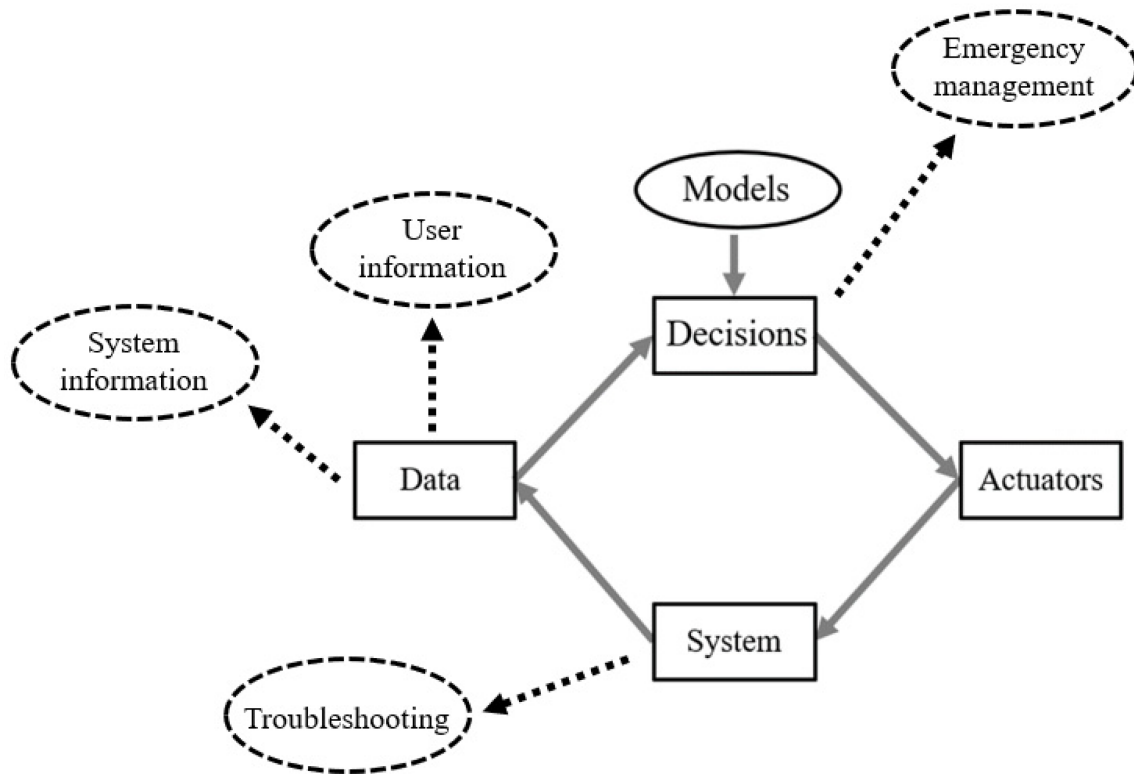 Emergency
management
Models
User
information
Decisions
System
information
Data
Actuators
System
Troubleshooting